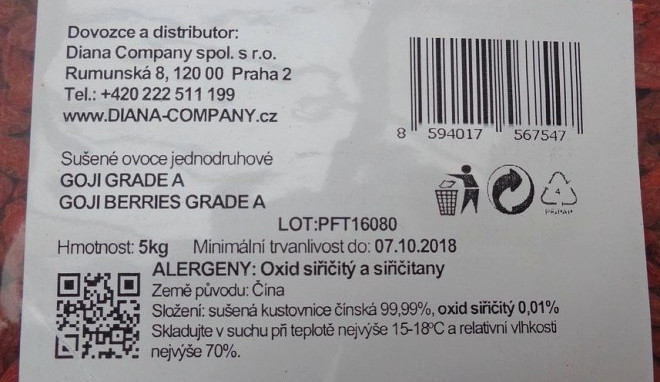 Dovozce a distributor:
Diana Company spol. s r.o.
Rumunská 8, 120 00 Praha 2
Tel.: +420 222 511 199
www.DIANA-COMPANY.cz
8 594017 567547
Sušené ovoce jednodruhové
GOJI GRADE A
GOJI BERRIES GRADE A
4
LOT:PFT16080
Hmotnost: 5kg Minimální trvanlivost do: 07.10.2018
ALERGENY: Oxid siřičitý a siřčitany
Země původu: Čína
Složení: sušená kustovnice čínská 99,99%, oxid siřičitý 0,01%
Skladujte v suchu při teplotě nejvýše 15-18ºC a relativní vlhkosti
nejvýše 70%.